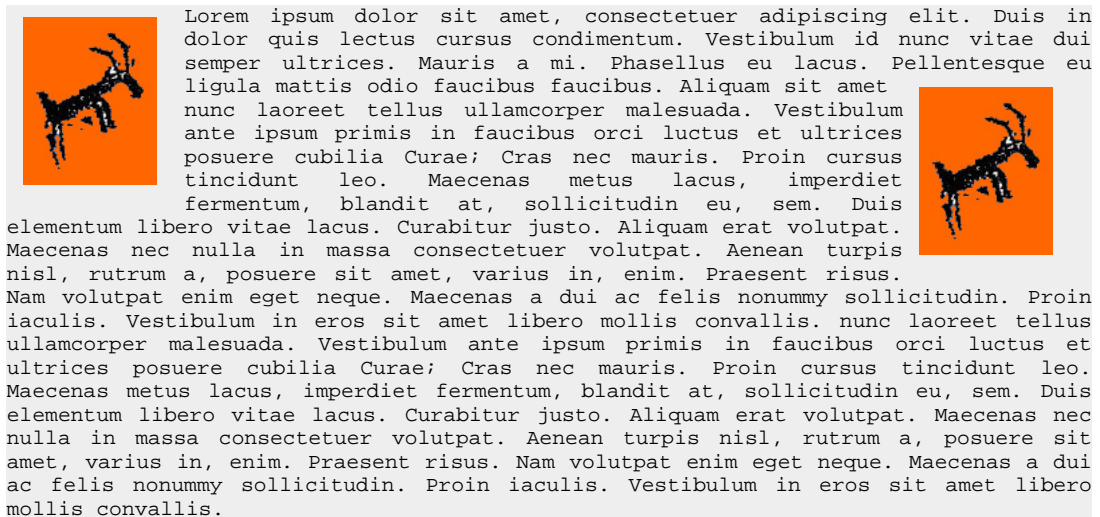 Lorem ipsum dolor sit amet, consectetuer adipiscing elit. Duis in
dolor quis lectus cursus condimentum. Vestibulum id nunc vitae dui
semper ultrices. Mauris a mi. Phasellus eu lacus. Pellentesque eu
ligula mattis odio faucibus faucibus. Aliquam sit amet
nunc laoreet tellus ullamcorper malesuada. Vestibulum
ante ipsum primis in faucibus orci luctus et ultrices
posuere cubilia Curae; Cras nec mauris. Proin cursus
tincidunt leo. Maecenas metus lacus, imperdiet
fermentum, blandit at, sollicitudin eu, sem. Duis
elementum libero vitae lacus. Curabitur justo. Aliquam erat volutpat.
Maecenas nec nulla in massa consectetuer volutpat. Aenean turpis
nisl, rutrum a, posuere sit amet, varius in, enim. Praesent risus.
Nam volutpat enim eget neque. Maecenas a dui ac felis nonummy sollicitudin. Proin
iaculis. Vestibulum in eros sit amet libero mollis convallis. nunc laoreet tellus
ullamcorper malesuada. Vestibulum ante ipsum primis in faucibus orci luctus et
ultrices posuere cubilia Curae; Cras nec mauris. Proin cursus tincidunt leo.
Maecenas metus lacus, imperdiet fermentum, blandit at, sollicitudin eu, sem. Duis
elementum libero vitae lacus. Curabitur justo. Aliquam erat volutpat. Maecenas nec
nulla in massa consectetuer volutpat. Aenean turpis nisl, rutrum a, posuere sit
amet, varius in, enim. Praesent risus. Nam volutpat enim eget neque. Maecenas a dui
ac felis nonummy sollicitudin. Proin iaculis. Vestibulum in eros sit amet libero
mollis convallis.